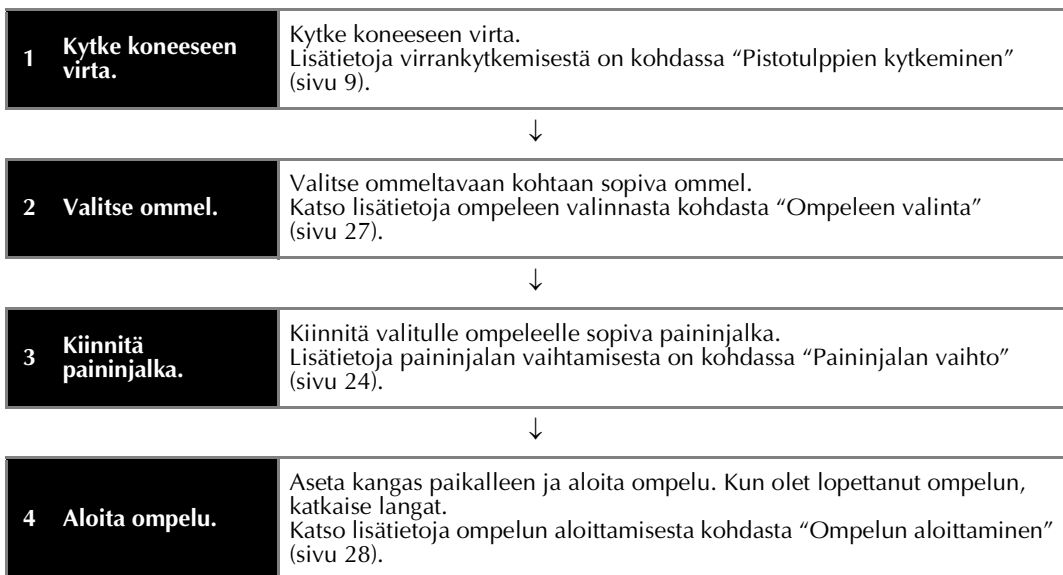 1 Kytke koneeseen virta.
Kytke koneeseen virta.
Lisätietoja virrankytkemisestä on kohdassa “Pistotulppien kytkeminen”
(sivu 9).
↓
2 Valitse ommel.
Valitse ommeltavaan kohtaan sopiva ommel.
Katso lisätietoja ompeleen valinnasta kohdasta “Ompeleen valinta”
(sivu 27).
↓
3 Kiinnitä
paininjalka.
Kiinnitä valitulle ompeleelle sopiva paininjalka.
Lisätietoja paininjalan vaihtamisesta on kohdassa “Paininjalan vaihto”
(sivu 24).
↓
4 Aloita ompelu.
Aseta kangas paikalleen ja aloita ompelu. Kun olet lopettanut ompelun,
katkaise langat.
Katso lisätietoja ompelun aloittamisesta kohdasta “Ompelun aloittaminen”
(sivu 28).